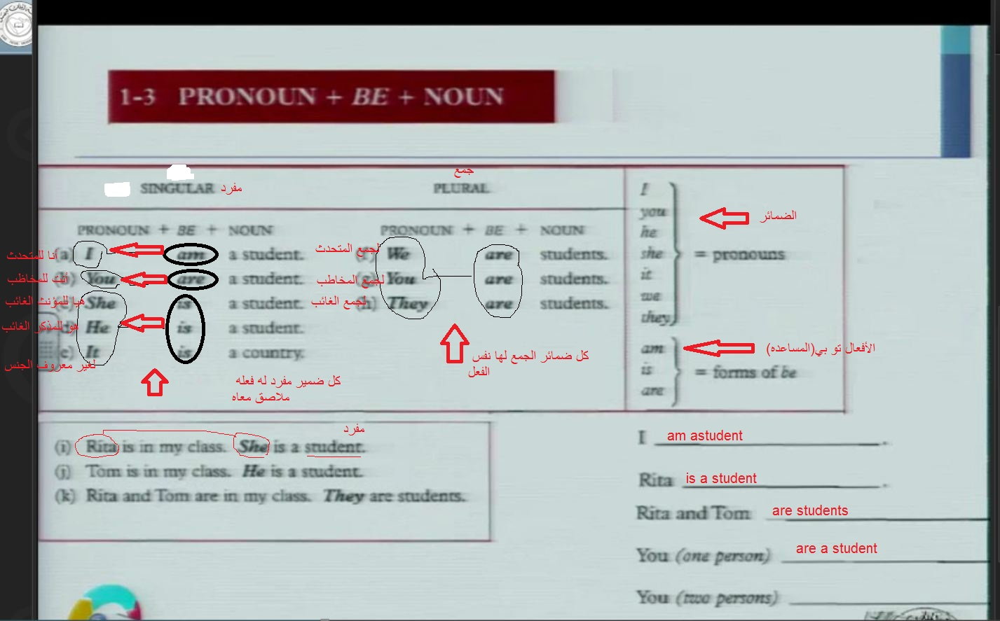 1-3 PRONOUN + BE + NOUN
SINGULAR مفرد
جمع
PLURAL
PRONOUN + BE + NOUN
(a) I am a student.
أنا للمتحدث
(b) You are a student.
أنت للمخاطب
She is a student.
هيا للمؤنث الغائب
He is a student.
هو للمذكر الغائب
(e) It is a country.
لغير معروف الجنس
كل ضمير مفرد له فعله
ملاصق معاه
PRONOUN + BE + NOUN
(f) We are students.
لجمع المتحدث
(g) You are students.
لجمع المخاطب
(h) They are students.
لجمع الغائب
كل ضمائر الجمع لها نفس
الفعل
I
you
he
she
it
we
they
= pronouns
الضمائر
am
is
are
= forms of be
الأفعال تو بي(المساعده)
مفرد
(i) Rita is in my class. She is a student.
(j) Tom is in my class. He is a student.
(k) Rita and Tom are in my class. They are students.
I am astudent.
Rita is a student.
Rita and Tom are students
You (one person) are a student
You (two persons)